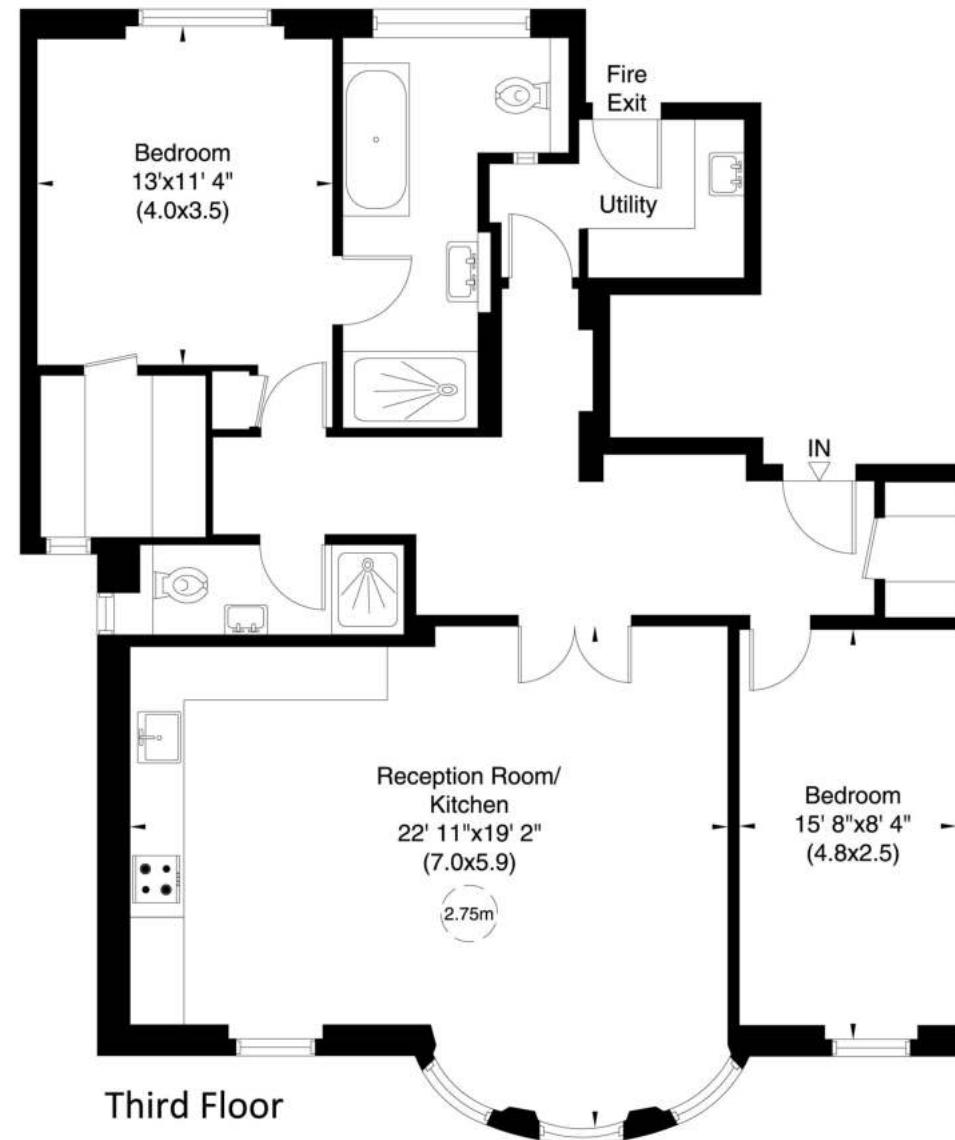 Fire
Exit
Bedroom
13'x11' 4"
(4.0x3.5)
Utility
IN
Reception Room/
Kitchen
22' 11"x19' 2"
(7.0x5.9)
2.75m
Bedroom
15' 8"x8' 4"
(4.8x2.5)
Third Floor